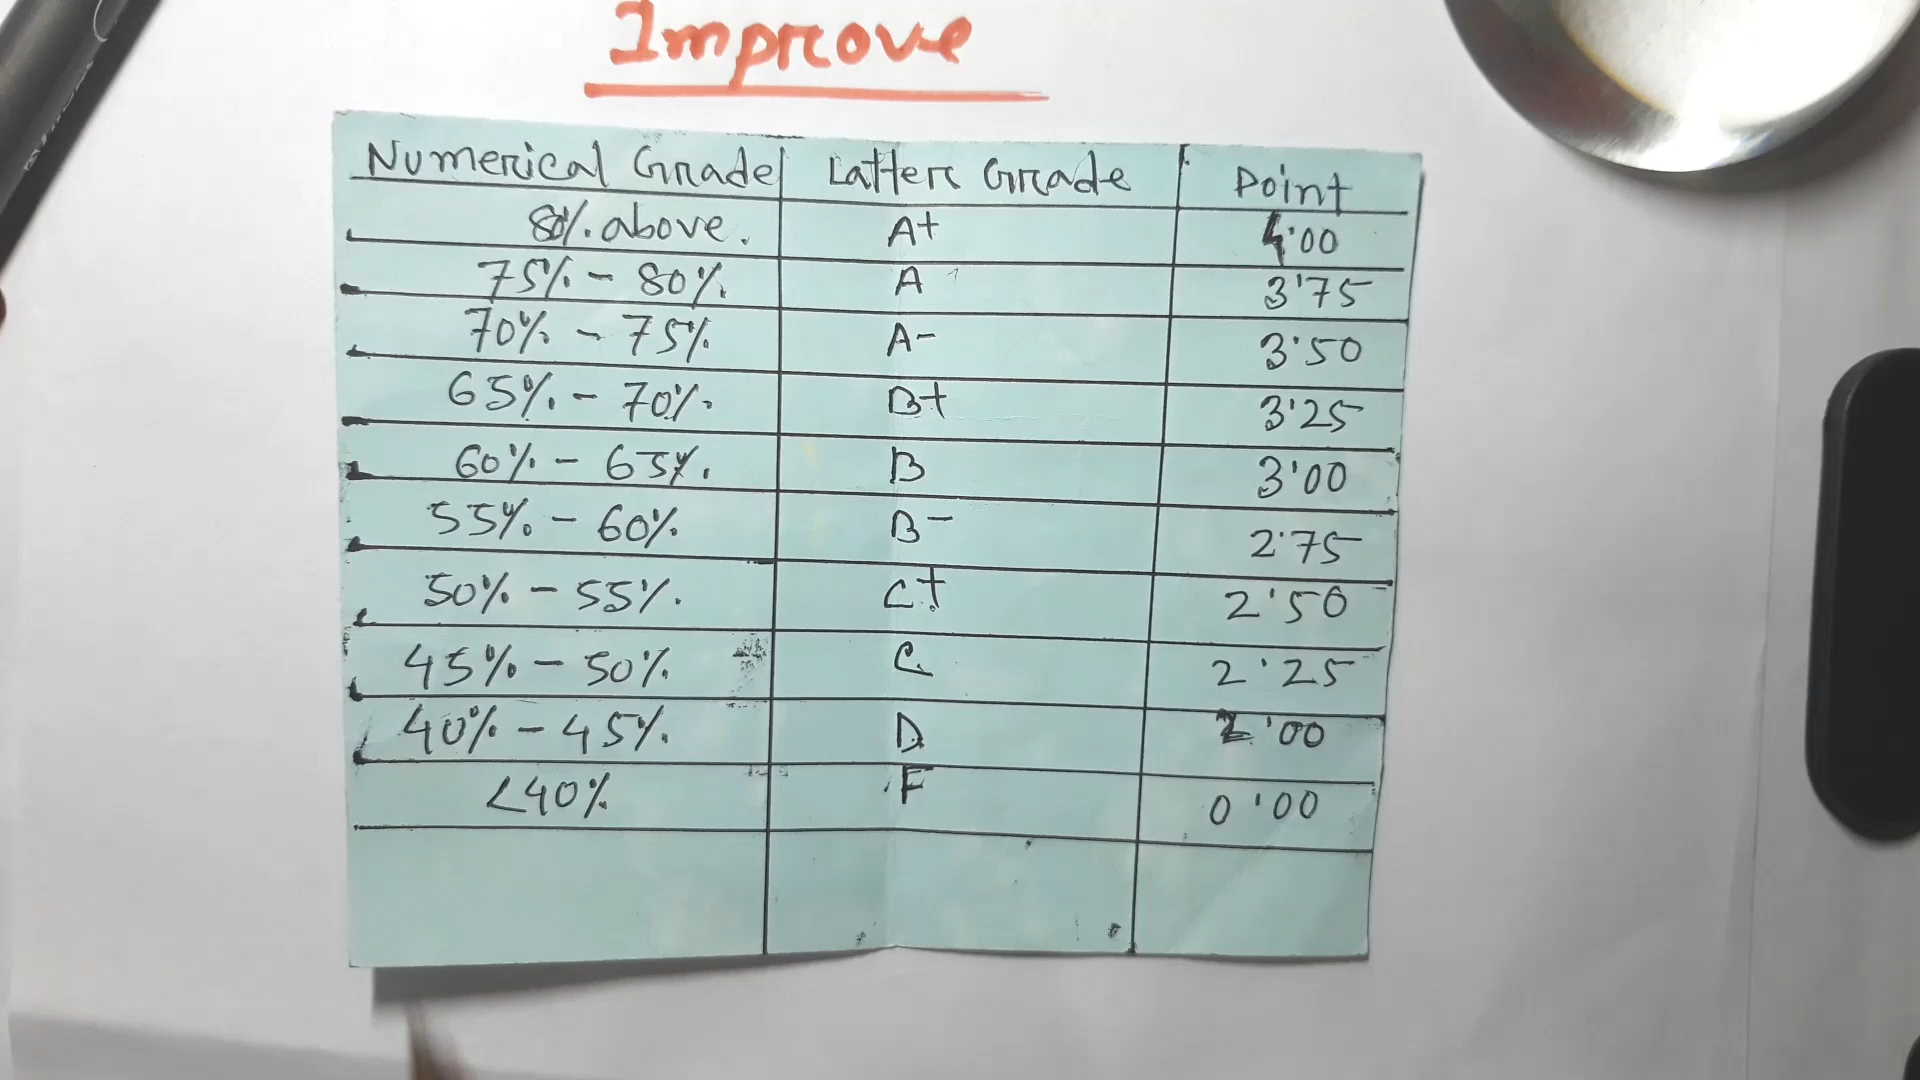 Improve
Numerical Grade Latter Grade Point
80% above. A+ 4.00
75% - 80% A 3.75
70% - 75% A- 3.50
65% - 70% B+ 3.25
60% - 65% B 3.00
55% - 60% B- 2.75
50% - 55% C+ 2.50
45% - 50% C 2.25
40% - 45% D 2.00
<40% F 0.00